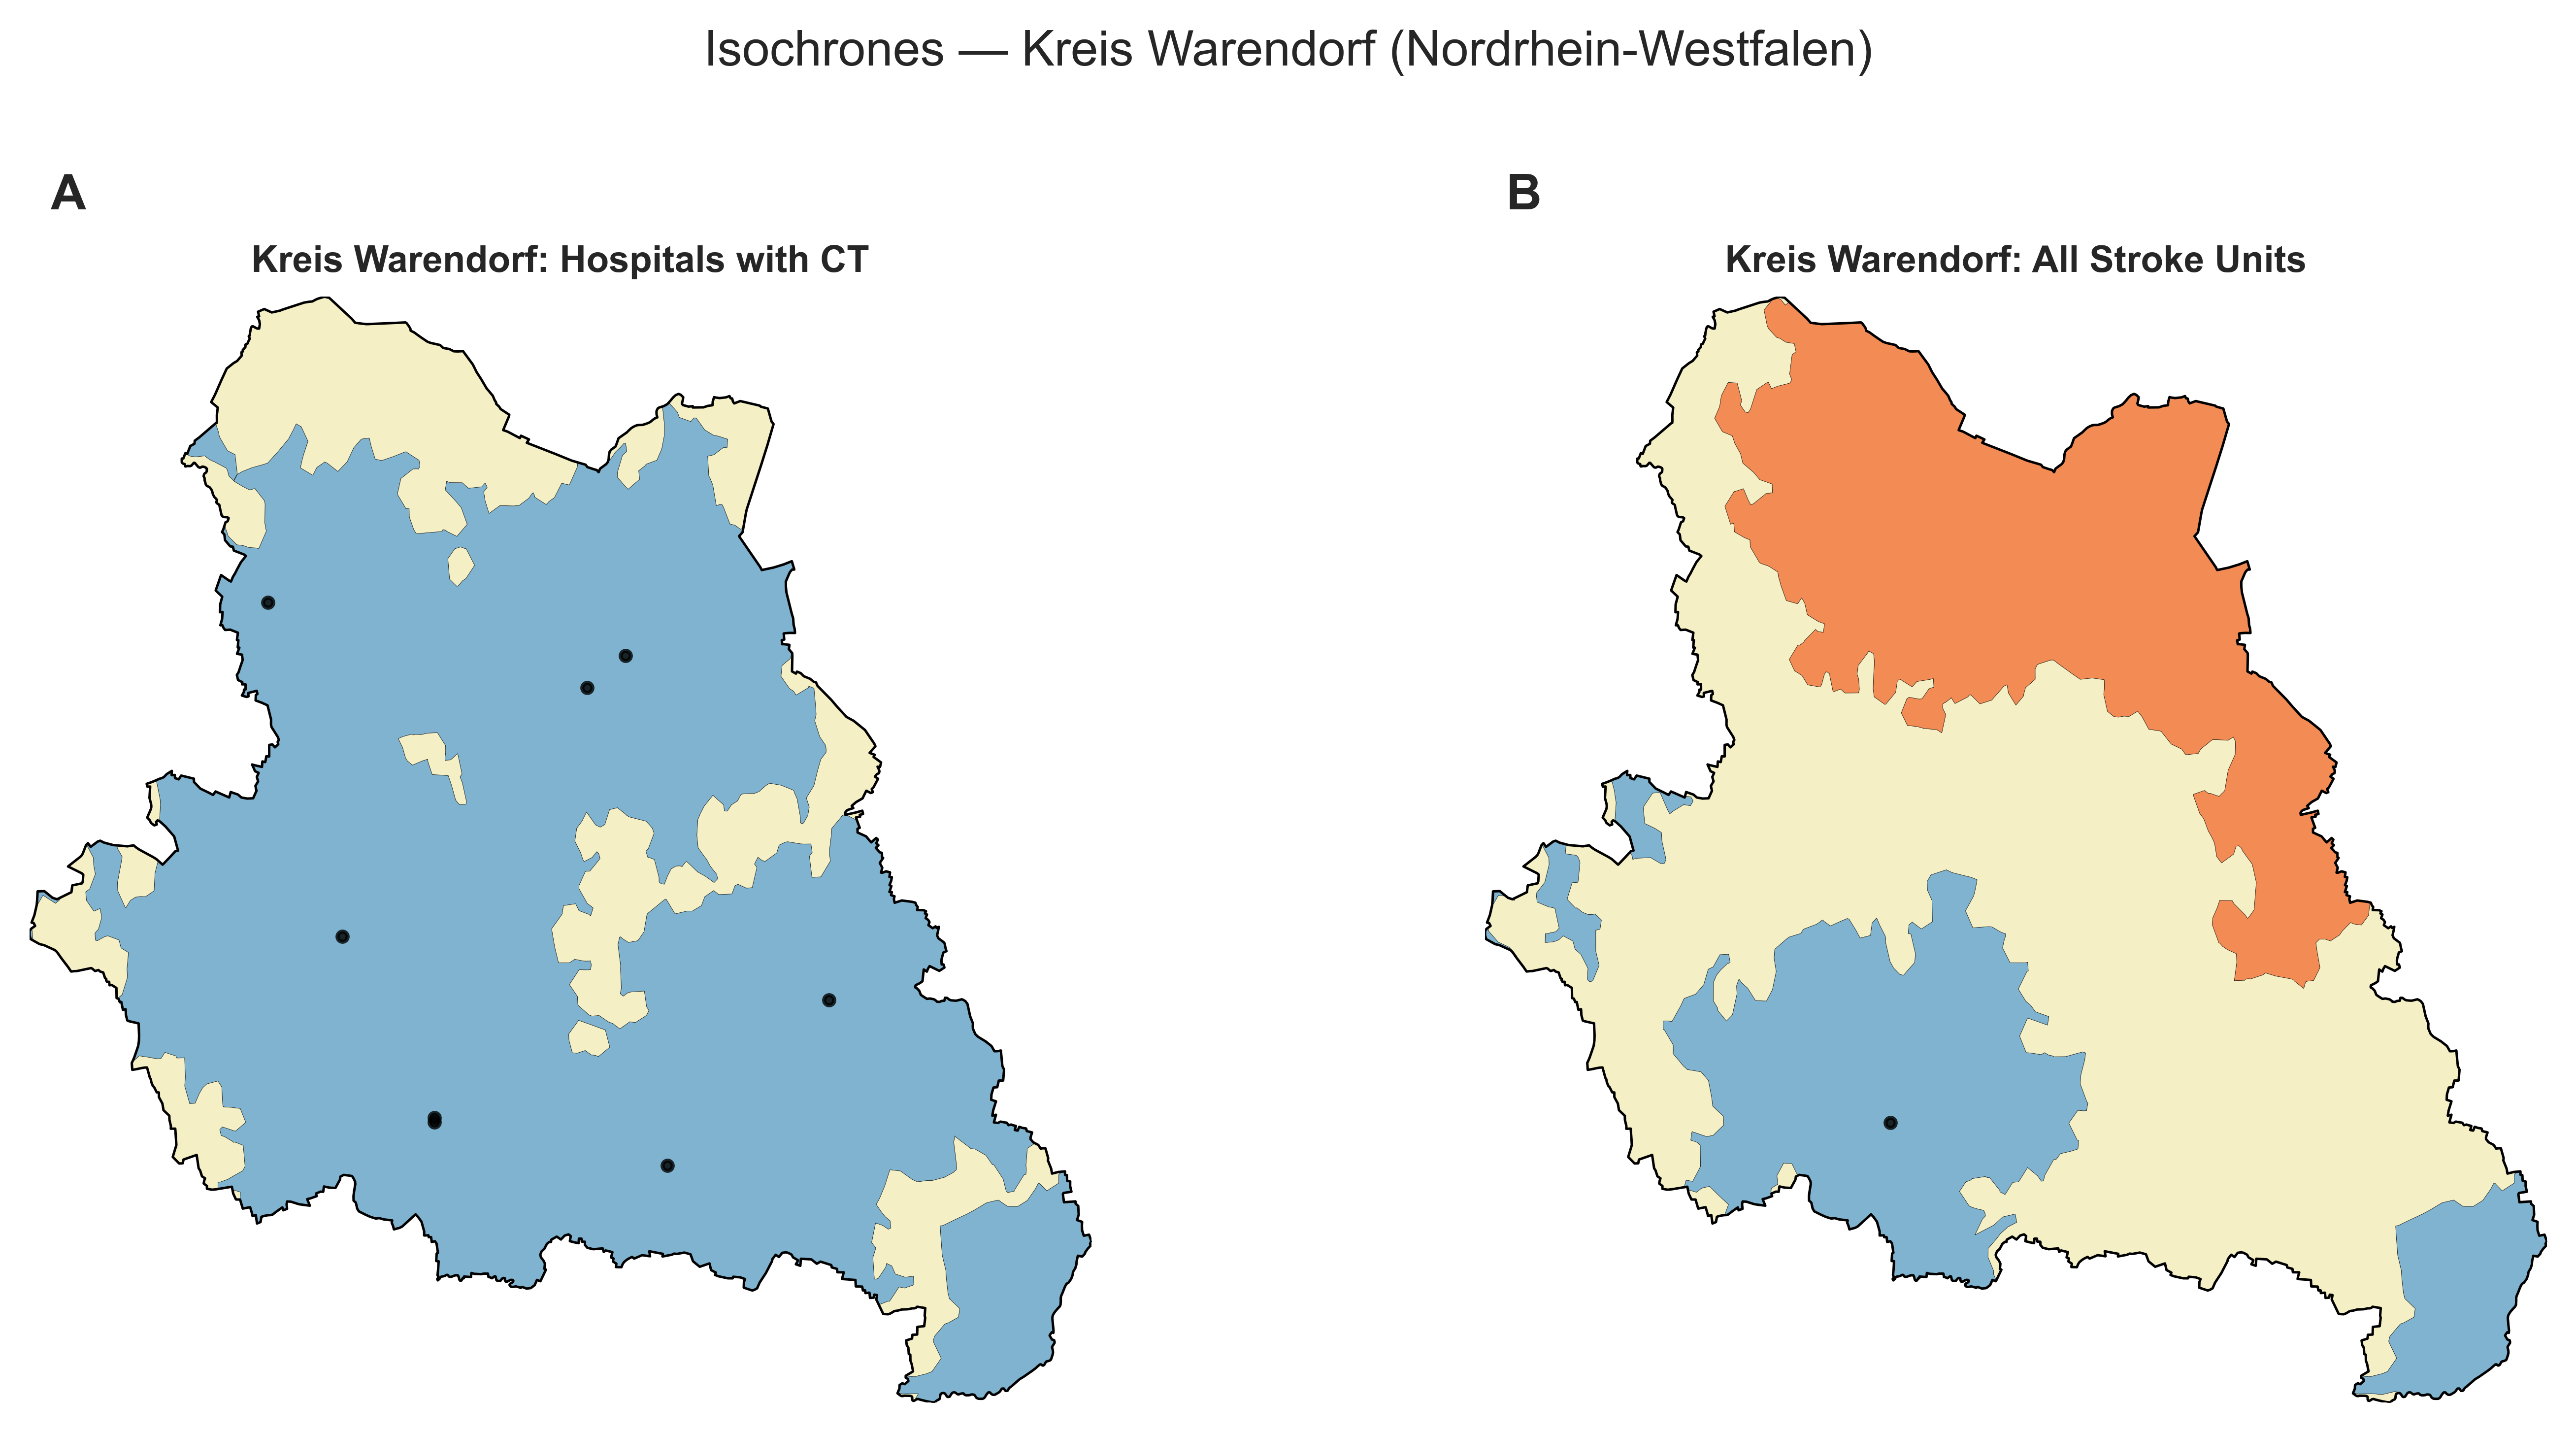 Isochrones — Kreis Warendorf (Nordrhein-Westfalen)
A
B
Kreis Warendorf: Hospitals with CT
Kreis Warendorf: All Stroke Units